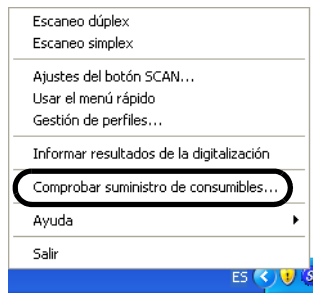 Escaneo dúplex
Escaneo simplex
Ajustes del botón SCAN...
Usar el menú rápido
Gestión de perfiles...
Informar resultados de la digitalización
Comprobar suministro de consumibles...
Ayuda
Salir
ES